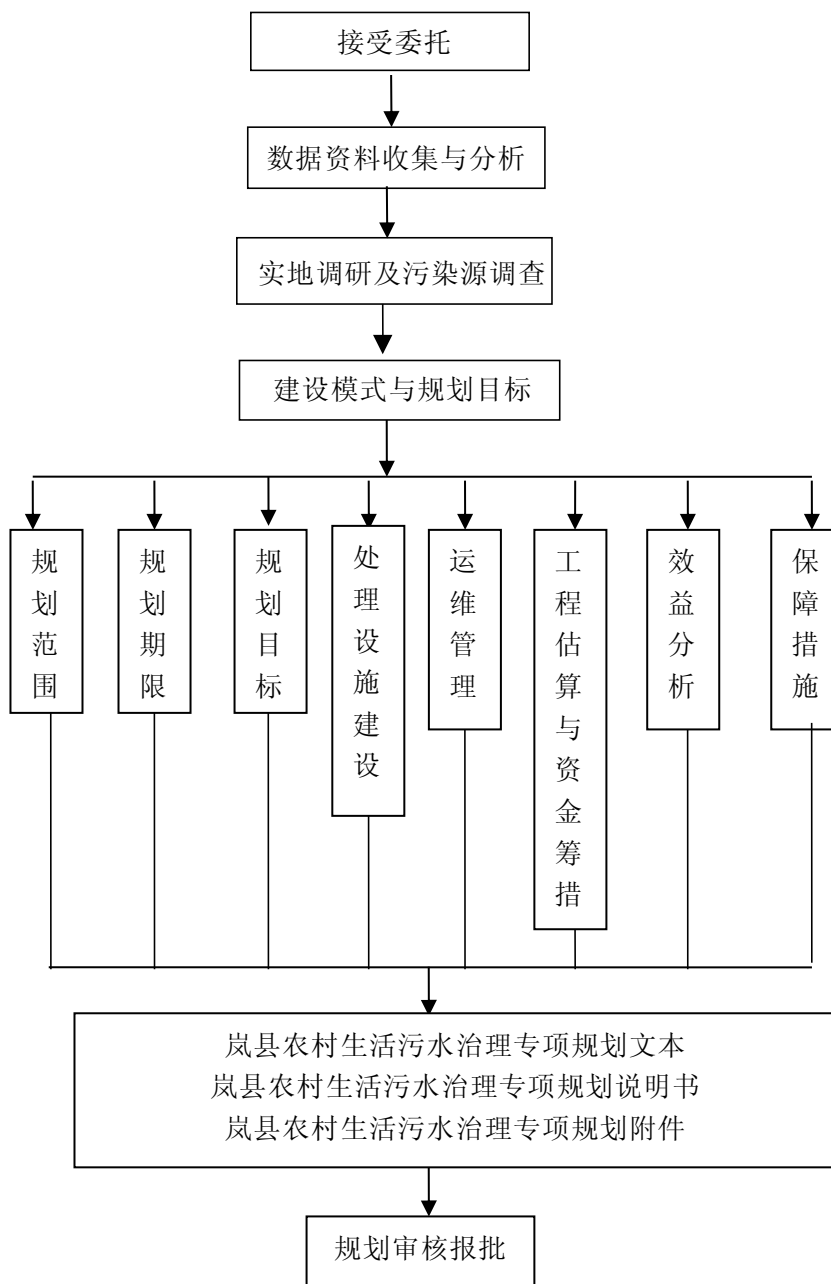 接受委托
数据资料收集与分析
实地调研及污染源调查
建设模式与规划目标
规划范围
规划期限
规划目标
处理设施建设
运维管理
工程估算与资金筹措
效益分析
保障措施
岚县农村生活污水治理专项规划文本
岚县农村生活污水治理专项规划说明书
岚县农村生活污水治理专项规划附件
规划审核报批